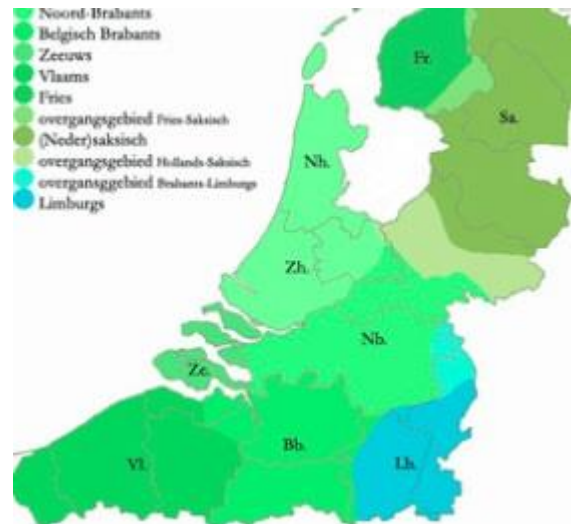 Noord-Brabants
Belgisch Brabants
Zeeuws
Vlaams
Fries
overgangsgebied Fries-Saksisch
(Neder)saksisch
overgangsgebied Hollands-Saksisch
overgansggebied Brabants-Limburgs
Limburgs
Fr.
Sa.
Nh.
Zh.
Nb.
Ze.
Bb.
Vl.
Lb.